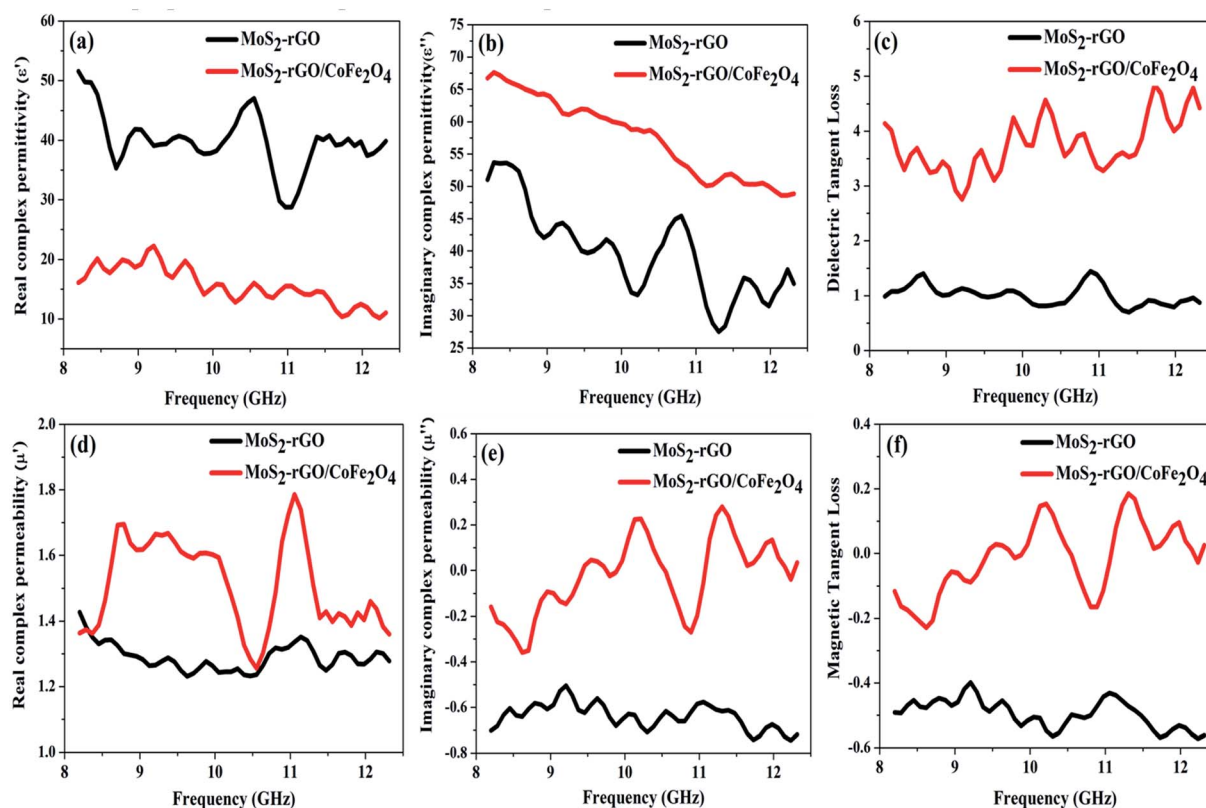 (a)
MoS2-rGO
MoS2-rGO/CoFe2O4
Real complex permittivity (ε')
60
50
40
30
20
10
8
9
10
11
12
Frequency (GHz)
(b)
MoS2-rGO
MoS2-rGO/CoFe2O4
Imaginary complex permittivity(ε'')
75
70
65
60
55
50
45
40
35
30
25
8
9
10
11
12
Frequency (GHz)
(c)
MoS2-rGO
MoS2-rGO/CoFe2O4
Dielectric Tangent Loss
6
5
4
3
2
1
0
8
9
10
11
12
Frequency (GHz)
(d)
MoS2-rGO
MoS2-rGO/CoFe2O4
Real complex permeability (μ')
2.0
1.8
1.6
1.4
1.2
1.0
8
9
10
11
12
Frequency (GHz)
(e)
MoS2-rGO
MoS2-rGO/CoFe2O4
Imaginary complex permeability (μ'')
0.6
0.4
0.2
0.0
-0.2
-0.4
-0.6
-0.8
8
9
10
11
12
Frequency (GHz)
(f)
MoS2-rGO
MoS2-rGO/CoFe2O4
Magnetic Tangent Loss
0.4
0.2
0.0
-0.2
-0.4
-0.6
8
9
10
11
12
Frequency (GHz)